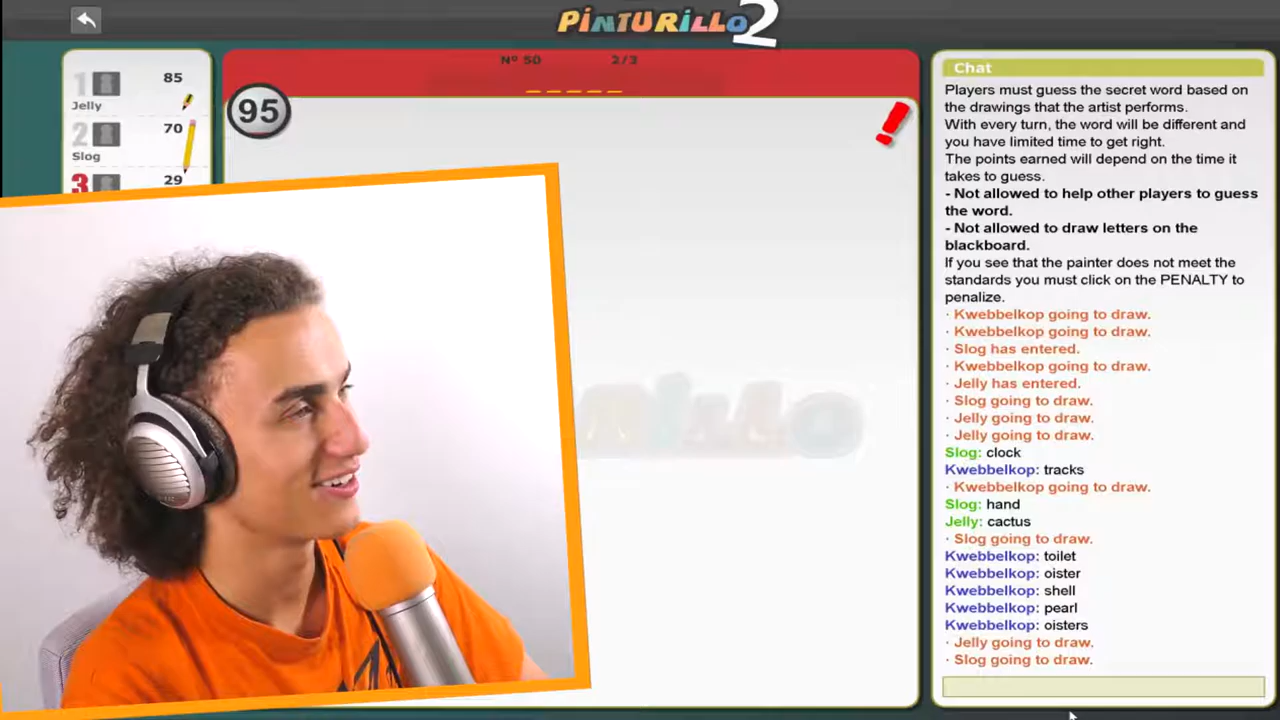 PINTURILLO 2
Nº 50 2/3
1 85
Jelly
2 70
Slog
3 29
95
Chat
Players must guess the secret word based on
the drawings that the artist performs.
With every turn, the word will be different and
you have limited time to get right.
The points earned will depend on the time it
takes to guess.
- Not allowed to help other players to guess
the word.
- Not allowed to draw letters on the
blackboard.
If you see that the painter does not meet the
standards you must click on the PENALTY to
penalize.
· Kwebbelkop going to draw.
· Kwebbelkop going to draw.
· Slog has entered.
· Kwebbelkop going to draw.
· Jelly has entered.
· Slog going to draw.
· Jelly going to draw.
· Jelly going to draw.
Slog: clock
Kwebbelkop: tracks
· Kwebbelkop going to draw.
Slog: hand
Jelly: cactus
· Slog going to draw.
Kwebbelkop: toilet
Kwebbelkop: oister
Kwebbelkop: shell
Kwebbelkop: pearl
Kwebbelkop: oisters
· Jelly going to draw.
· Slog going to draw.